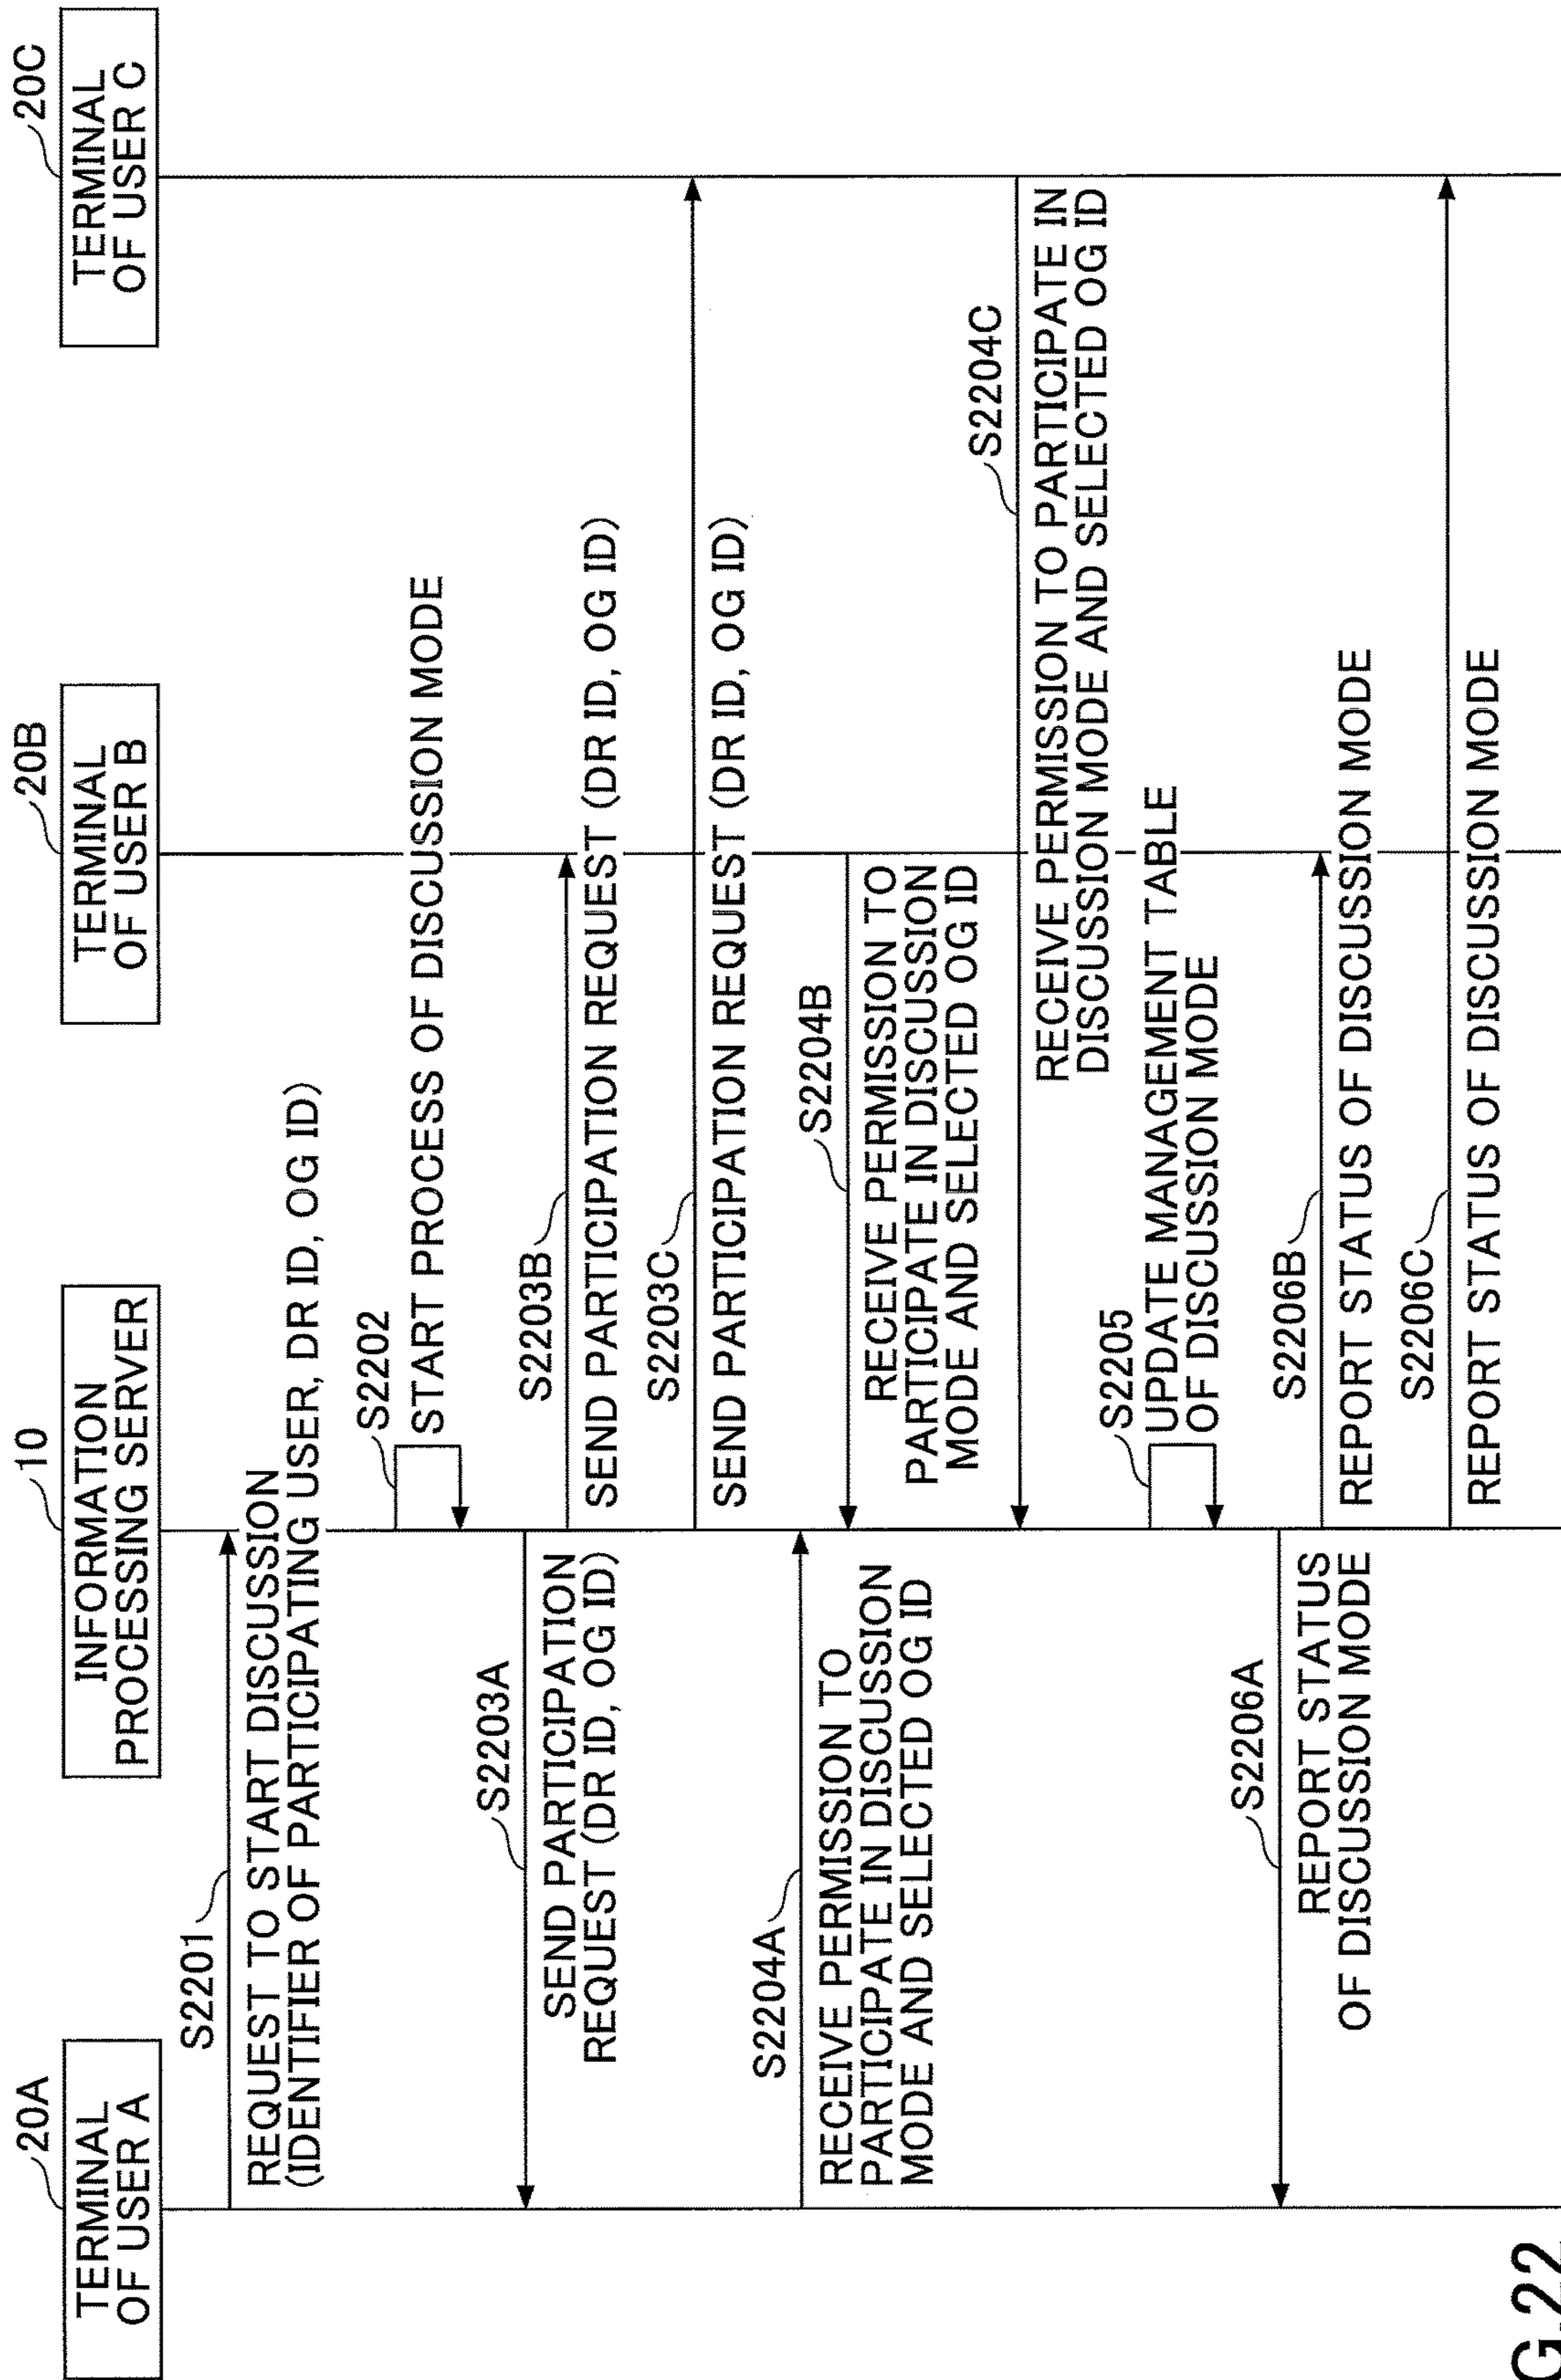 20A
TERMINAL
OF USER A
10
INFORMATION
PROCESSING SERVER
20B
TERMINAL
OF USER B
20C
TERMINAL
OF USER C
S2201
REQUEST TO START DISCUSSION
(IDENTIFIER OF PARTICIPATING USER, DR ID, OG ID)
S2202
START PROCESS OF DISCUSSION MODE
S2203A
SEND PARTICIPATION
REQUEST (DR ID, OG ID)
S2203B
SEND PARTICIPATION REQUEST (DR ID, OG ID)
S2203C
SEND PARTICIPATION REQUEST (DR ID, OG ID)
S2204A
RECEIVE PERMISSION TO
PARTICIPATE IN DISCUSSION
MODE AND SELECTED OG ID
S2204B
RECEIVE PERMISSION TO
PARTICIPATE IN DISCUSSION
MODE AND SELECTED OG ID
S2204C
RECEIVE PERMISSION TO PARTICIPATE IN
DISCUSSION MODE AND SELECTED OG ID
S2205
UPDATE MANAGEMENT TABLE
OF DISCUSSION MODE
S2206A
REPORT STATUS
OF DISCUSSION MODE
S2206B
REPORT STATUS OF DISCUSSION MODE
S2206C
REPORT STATUS OF DISCUSSION MODE
G.22